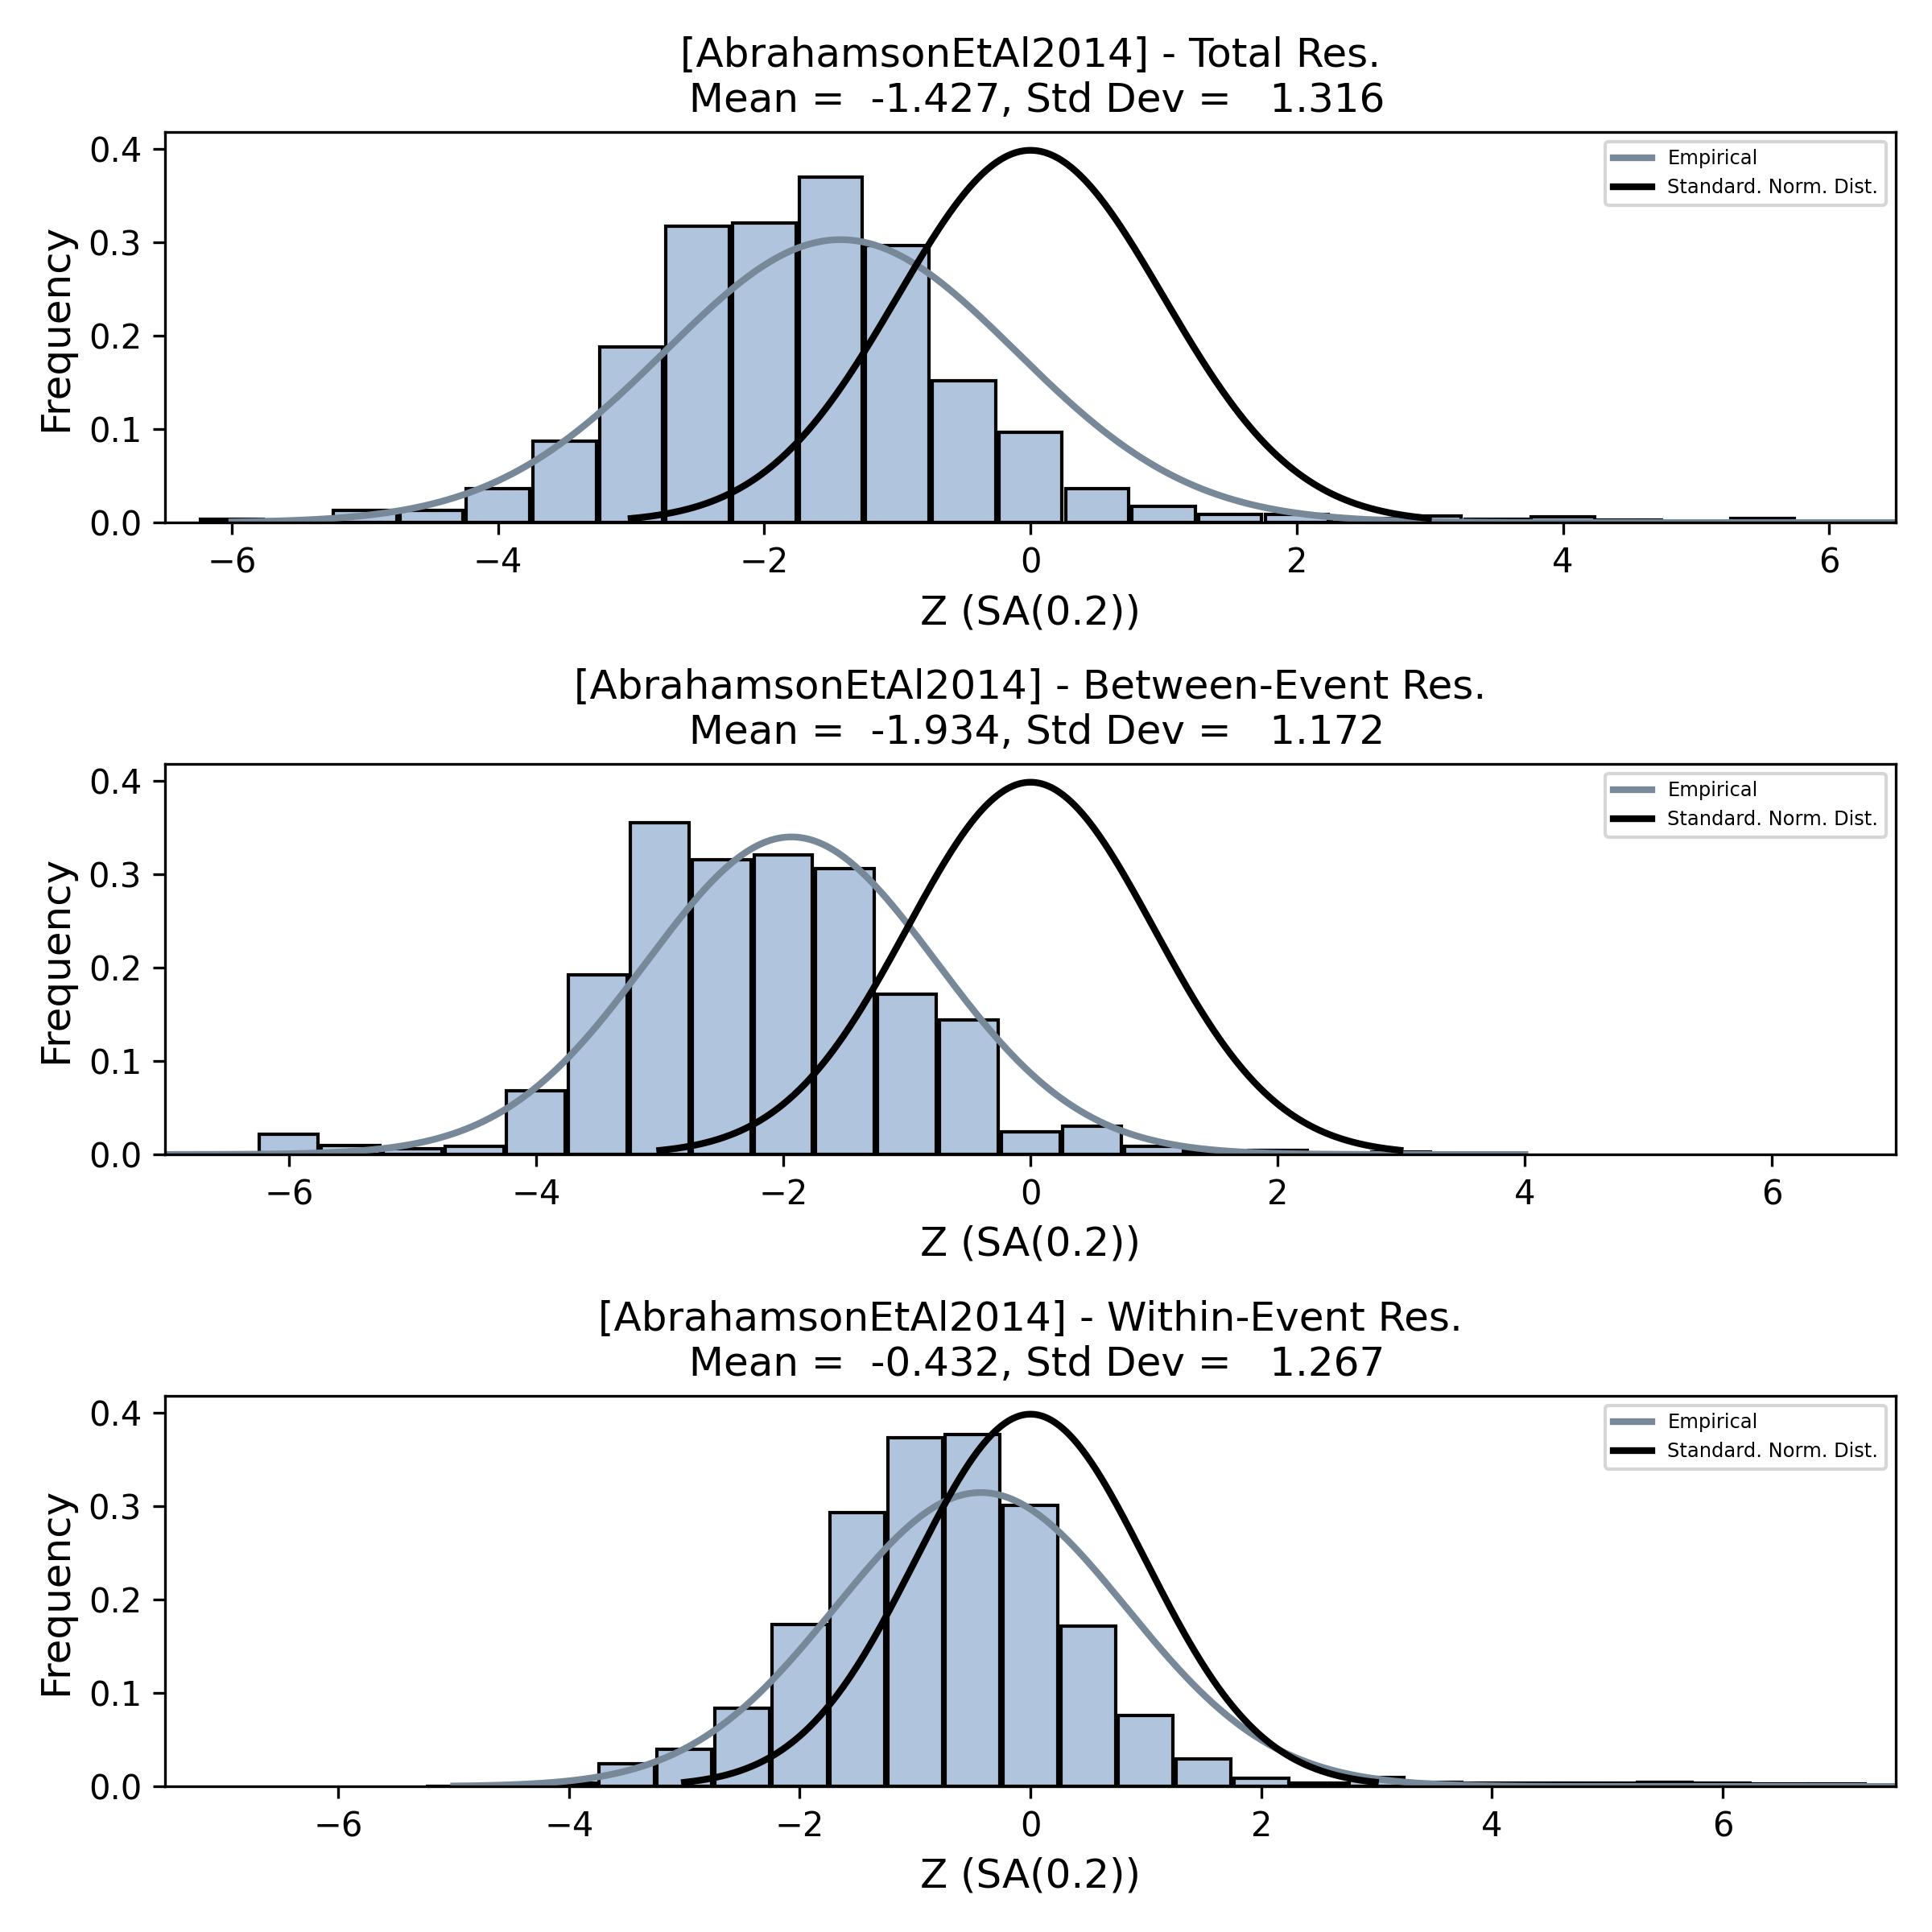 [AbrahamsonEtAl2014] - Total Res.
Mean = -1.427, Std Dev = 1.316
Frequency
0.4
0.3
0.2
0.1
0.0
Empirical
Standard. Norm. Dist.
−6 −4 −2 0 2 4 6
Z (SA(0.2))
[AbrahamsonEtAl2014] - Between-Event Res.
Mean = -1.934, Std Dev = 1.172
Frequency
0.4
0.3
0.2
0.1
0.0
Empirical
Standard. Norm. Dist.
−6 −4 −2 0 2 4 6
Z (SA(0.2))
[AbrahamsonEtAl2014] - Within-Event Res.
Mean = -0.432, Std Dev = 1.267
Frequency
0.4
0.3
0.2
0.1
0.0
Empirical
Standard. Norm. Dist.
−6 −4 −2 0 2 4 6
Z (SA(0.2))